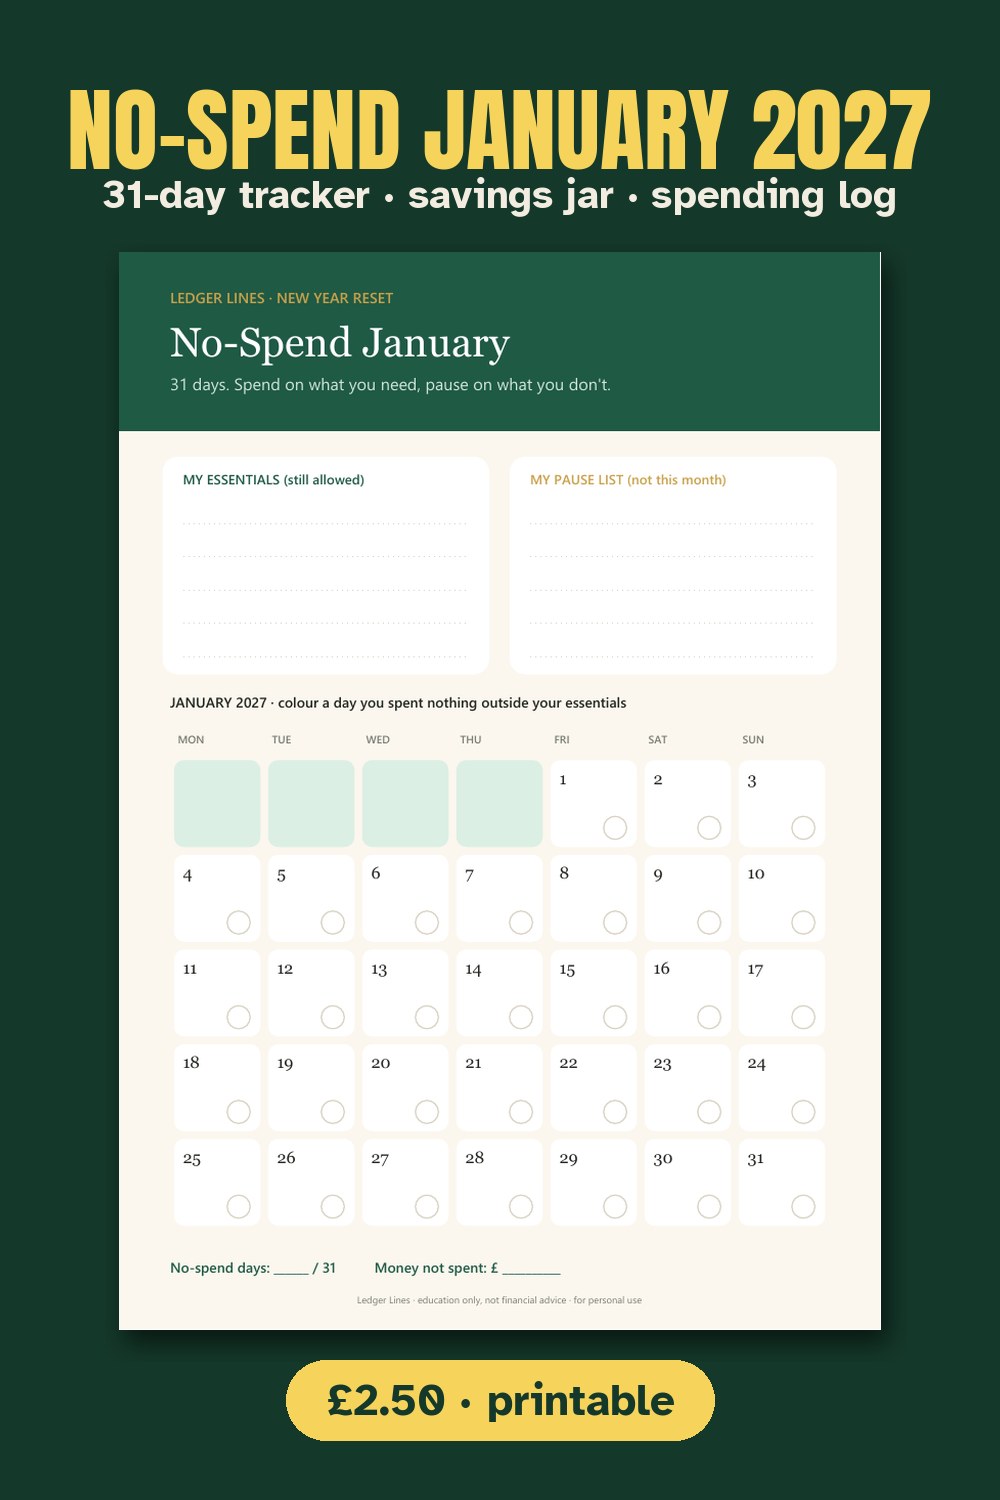 NO-SPEND JANUARY 2027
31-day tracker · savings jar · spending log
LEDGER LINES · NEW YEAR RESET
No-Spend January
31 days. Spend on what you need, pause on what you don't.
MY ESSENTIALS (still allowed)
MY PAUSE LIST (not this month)
JANUARY 2027 · colour a day you spent nothing outside your essentials
MON TUE WED THU FRI SAT SUN
1 2 3
4 5 6 7 8 9 10
11 12 13 14 15 16 17
18 19 20 21 22 23 24
25 26 27 28 29 30 31
No-spend days: _____ / 31 Money not spent: £ ________
Ledger Lines · education only, not financial advice · for personal use
£2.50 · printable